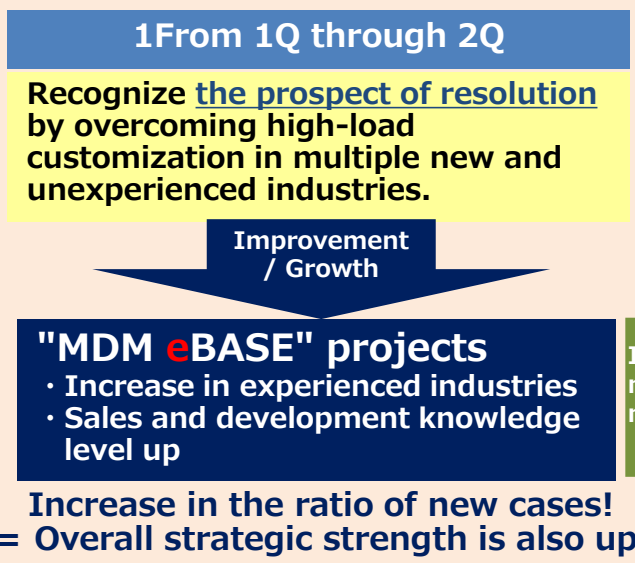 1From 1Q through 2Q
Recognize the prospect of resolution
by overcoming high-load
customization in multiple new and
unexperienced industries.
Improvement
/ Growth
"MDM eBASE" projects
・Increase in experienced industries
・Sales and development knowledge
level up
Increase in the ratio of new cases!
= Overall strategic strength is also up